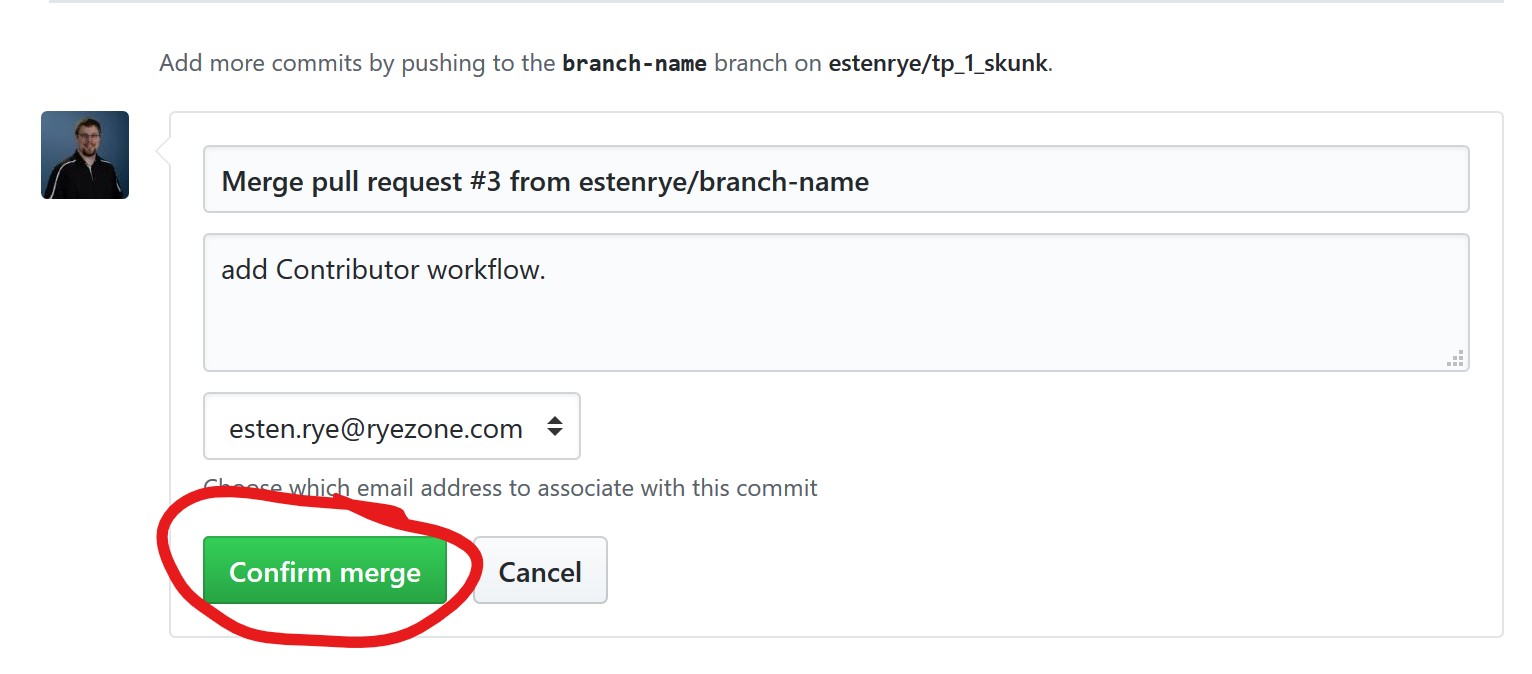 Add more commits by pushing to the branch-name branch on estenrye/tp_1_skunk.
Merge pull request #3 from estenrye/branch-name
add Contributor workflow.
esten.rye@ryezone.com
Choose which email address to associate with this commit
Confirm merge
Cancel